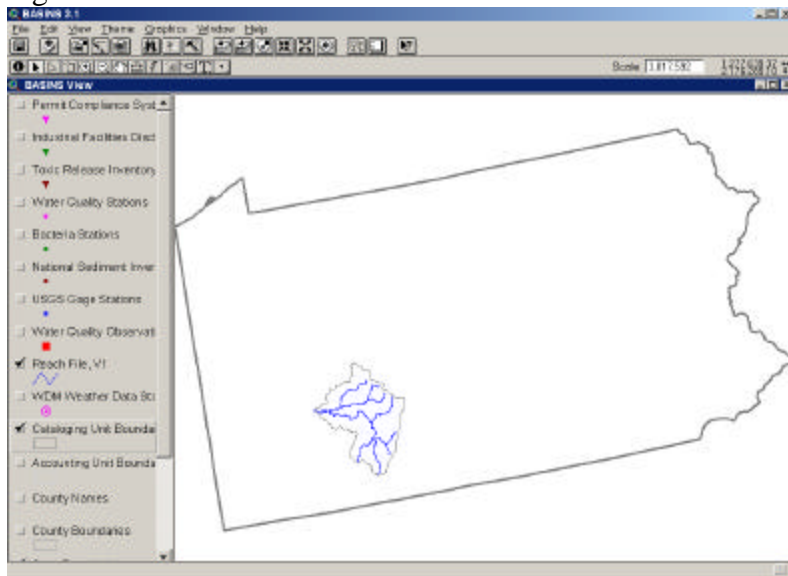 BASINS 3.1
File Edit View Theme Graphics Window Help
Scale
BASINS View
Permit Compliance Syst
Industrial Facilities Disc
Toxic Release Inventory
Water Quality Stations
Bacteria Stations
National Sediment Inver
USGS Gage Stations
Water Quality Observati
Reach File, V1
WDM Weather Data Sta
Cataloging Unit Bounda
Accounting Unit Bounda
County Names
County Boundaries